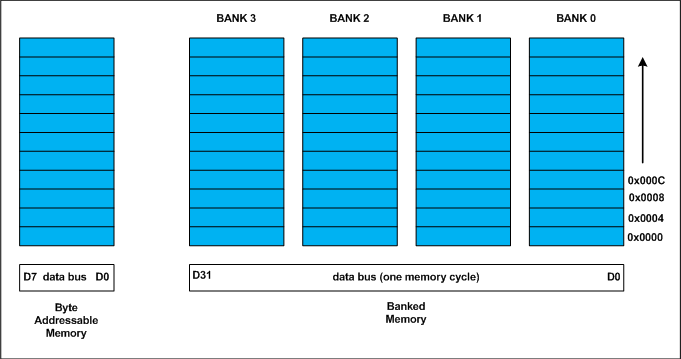 BANK 3 BANK 2 BANK 1 BANK 0
0x000C
0x0008
0x0004
0x0000
D7 data bus D0
D31 data bus (one memory cycle) D0
Byte
Addressable
Memory
Banked
Memory